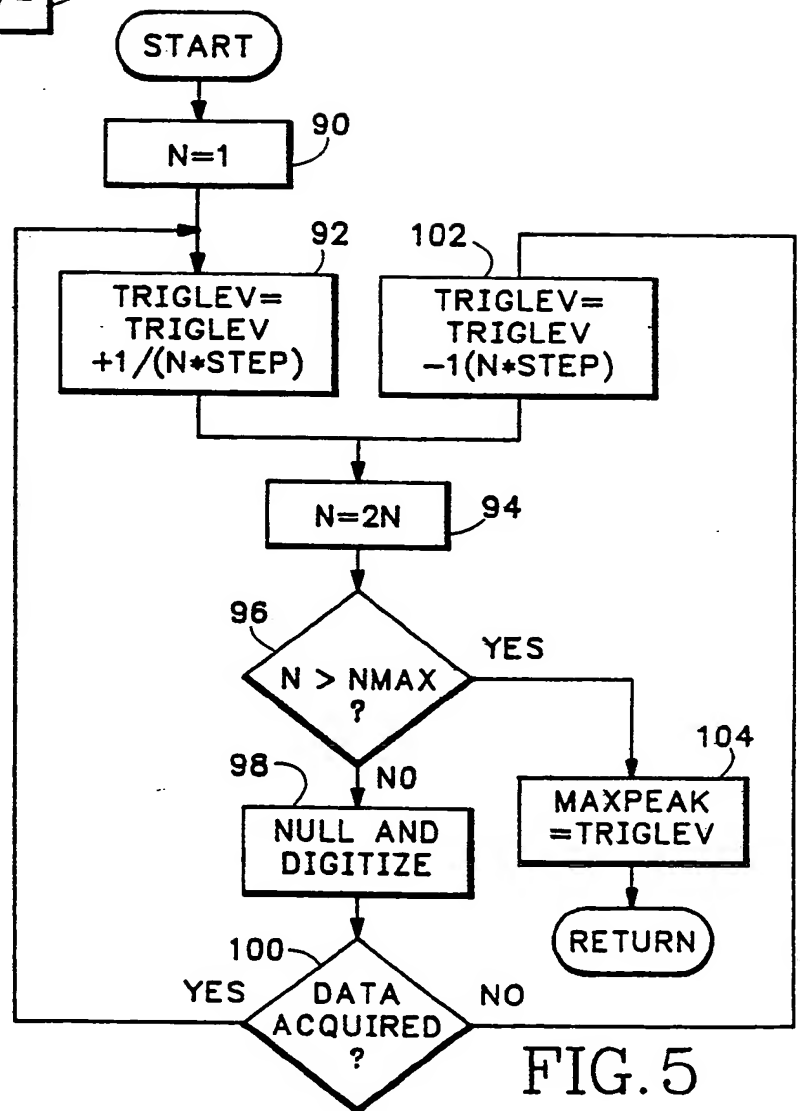 START
90
N=1
92
TRIGLEV=
TRIGLEV
+1/(N*STEP)
102
TRIGLEV=
TRIGLEV
-1(N*STEP)
N=2N
94
96
N > NMAX
?
YES
NO
98
NULL AND
DIGITIZE
104
MAXPEAK
=TRIGLEV
RETURN
100
YES
DATA
ACQUIRED
?
NO
FIG. 5